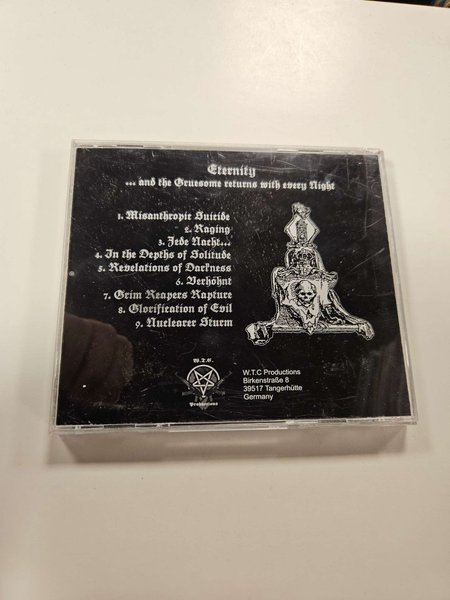 Eternity
... and the Gruesome returns with every Night
1. Misanthropic Suicide
2. Raging
3. Jede Nacht...
4. In the Depths of Solitude
5. Revelations of Darkness
6. Verhöhnt
7. Grim Reapers Rapture
8. Glorification of Evil
9. Nuclearer Sturm
W.T.C.
Productions
W.T.C Productions
Birkenstraße 8
39517 Tangerhütte
Germany